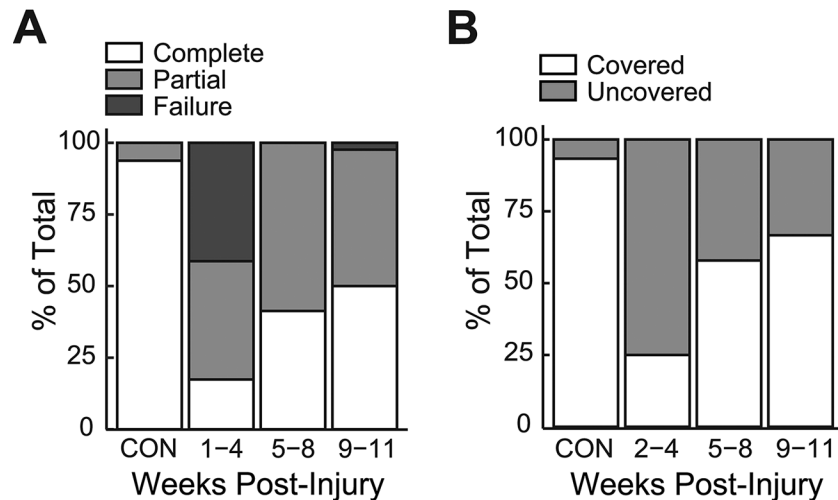 A
Complete
Partial
Failure
100
75
50
25
0
% of Total
CON 1–4 5–8 9–11
Weeks Post-Injury
B
Covered
Uncovered
100
75
50
25
0
% of Total
CON 2–4 5–8 9–11
Weeks Post-Injury